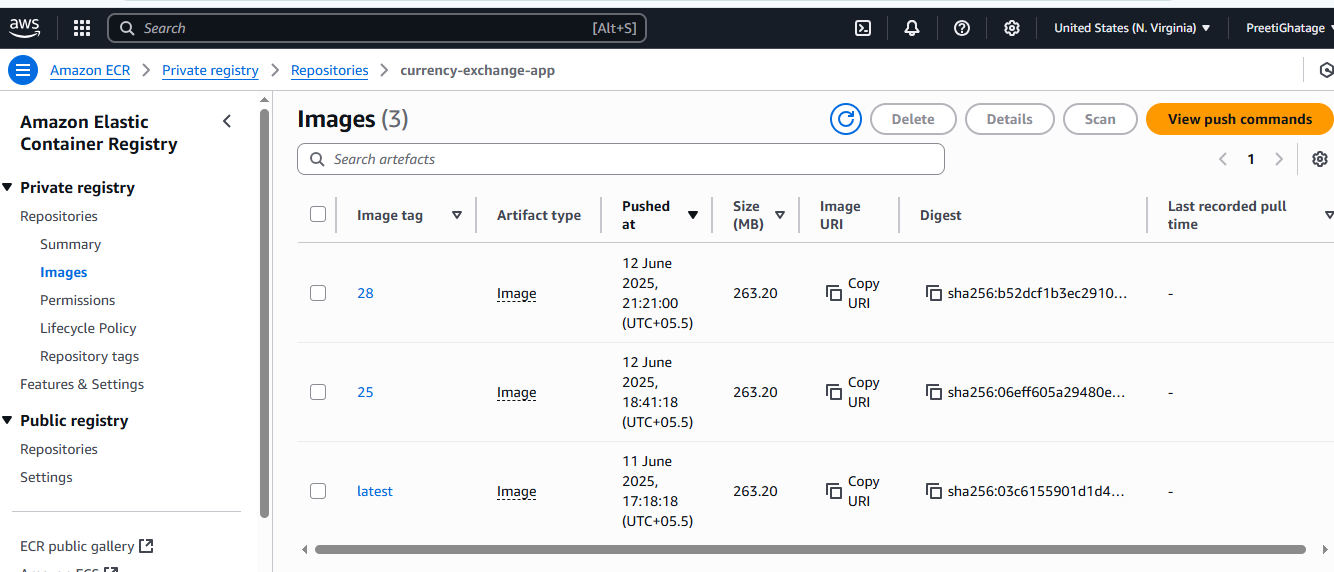 aws
Search [Alt+S]
United States (N. Virginia)
PreetiGhatage
Amazon ECR
Private registry
Repositories
currency-exchange-app
Amazon Elastic
Container Registry
Private registry
Repositories
Summary
Images
Permissions
Lifecycle Policy
Repository tags
Features & Settings
Public registry
Repositories
Settings
ECR public gallery
Images (3)
Delete
Details
Scan
View push commands
Search artefacts
1
Image tag
Artifact type
Pushed
at
Size
(MB)
Image
URI
Digest
Last recorded pull
time
28
Image
12 June
2025,
21:21:00
(UTC+05.5)
263.20
Copy
URI
sha256:b52dcf1b3ec2910...
-
25
Image
12 June
2025,
18:41:18
(UTC+05.5)
263.20
Copy
URI
sha256:06eff605a29480e...
-
latest
Image
11 June
2025,
17:18:18
(UTC+05.5)
263.20
Copy
URI
sha256:03c6155901d1d4...
-